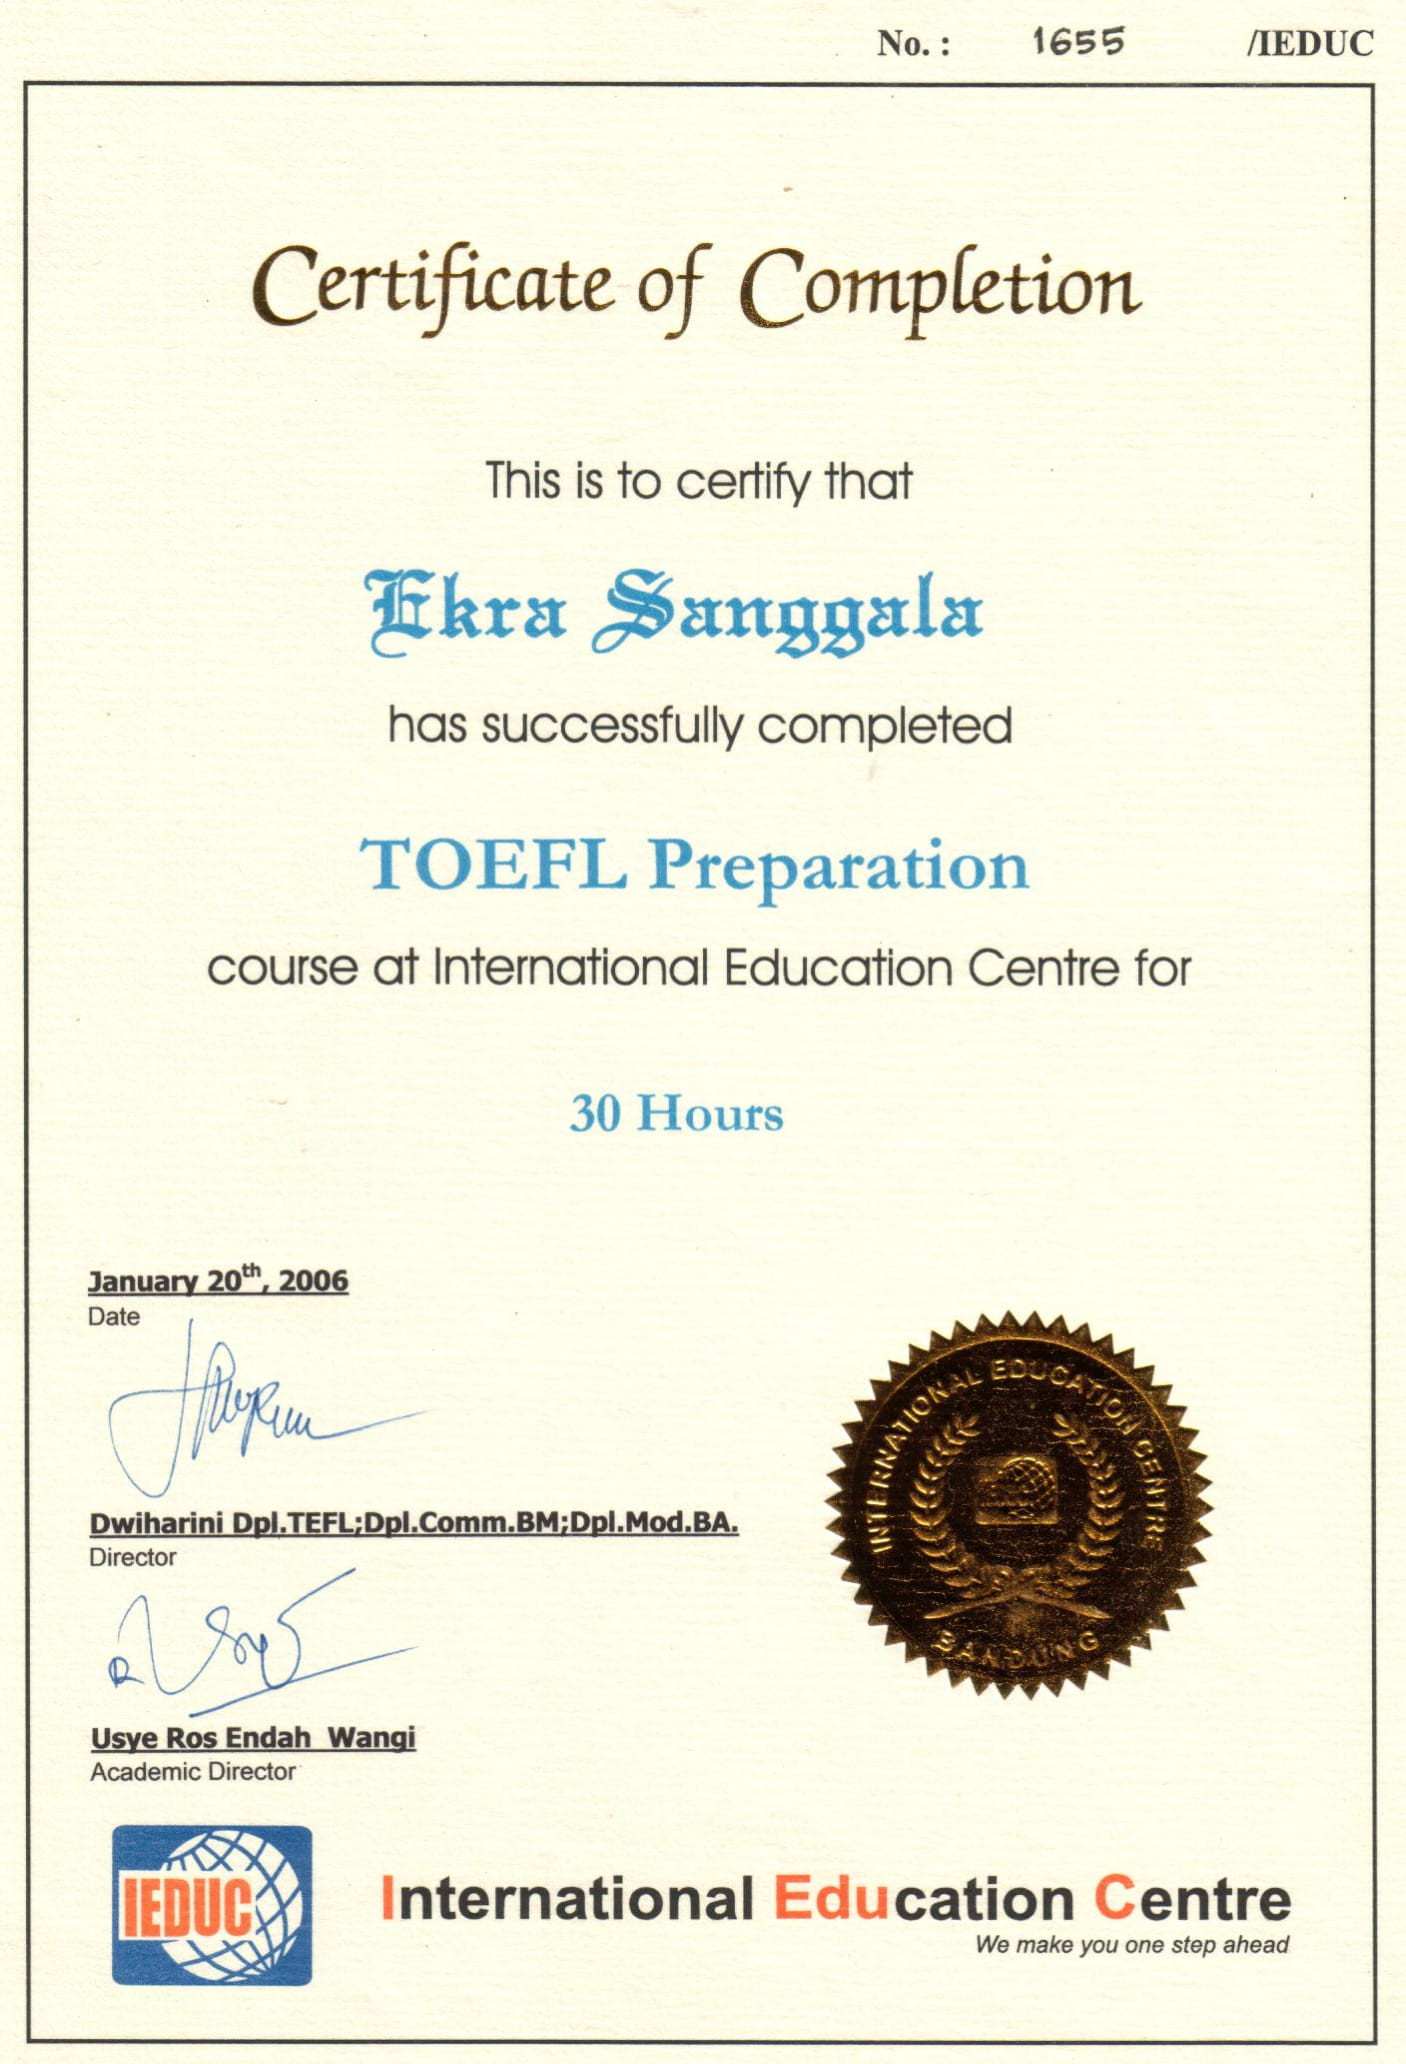 No. : 1655 /IEDUC
Certificate of Completion
This is to certify that
Ekra Sanggala
has successfully completed
TOEFL Preparation
course at International Education Centre for
30 Hours
January 20th, 2006
Date
Dwiharini Dpl.TEFL;Dpl.Comm.BM;Dpl.Mod.BA.
Director
Usye Ros Endah Wangi
Academic Director
INTERNATIONAL EDUCATION CENTRE
BANDUNG
IEDUC
International Education Centre
We make you one step ahead